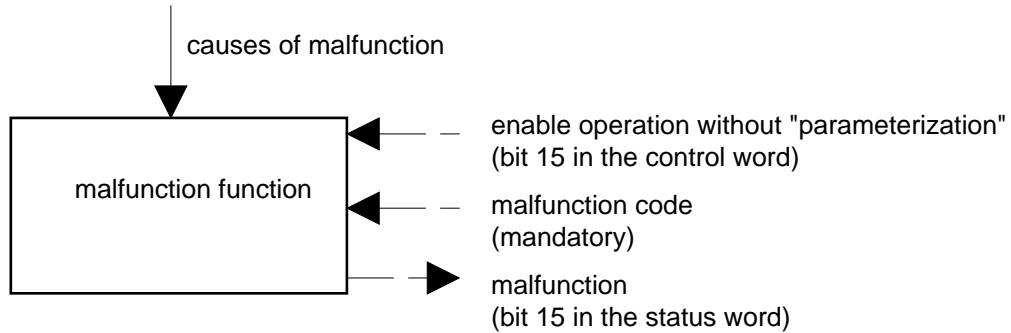 causes of malfunction
enable operation without "parameterization"
(bit 15 in the control word)
malfunction function
malfunction code
(mandatory)
malfunction
(bit 15 in the status word)